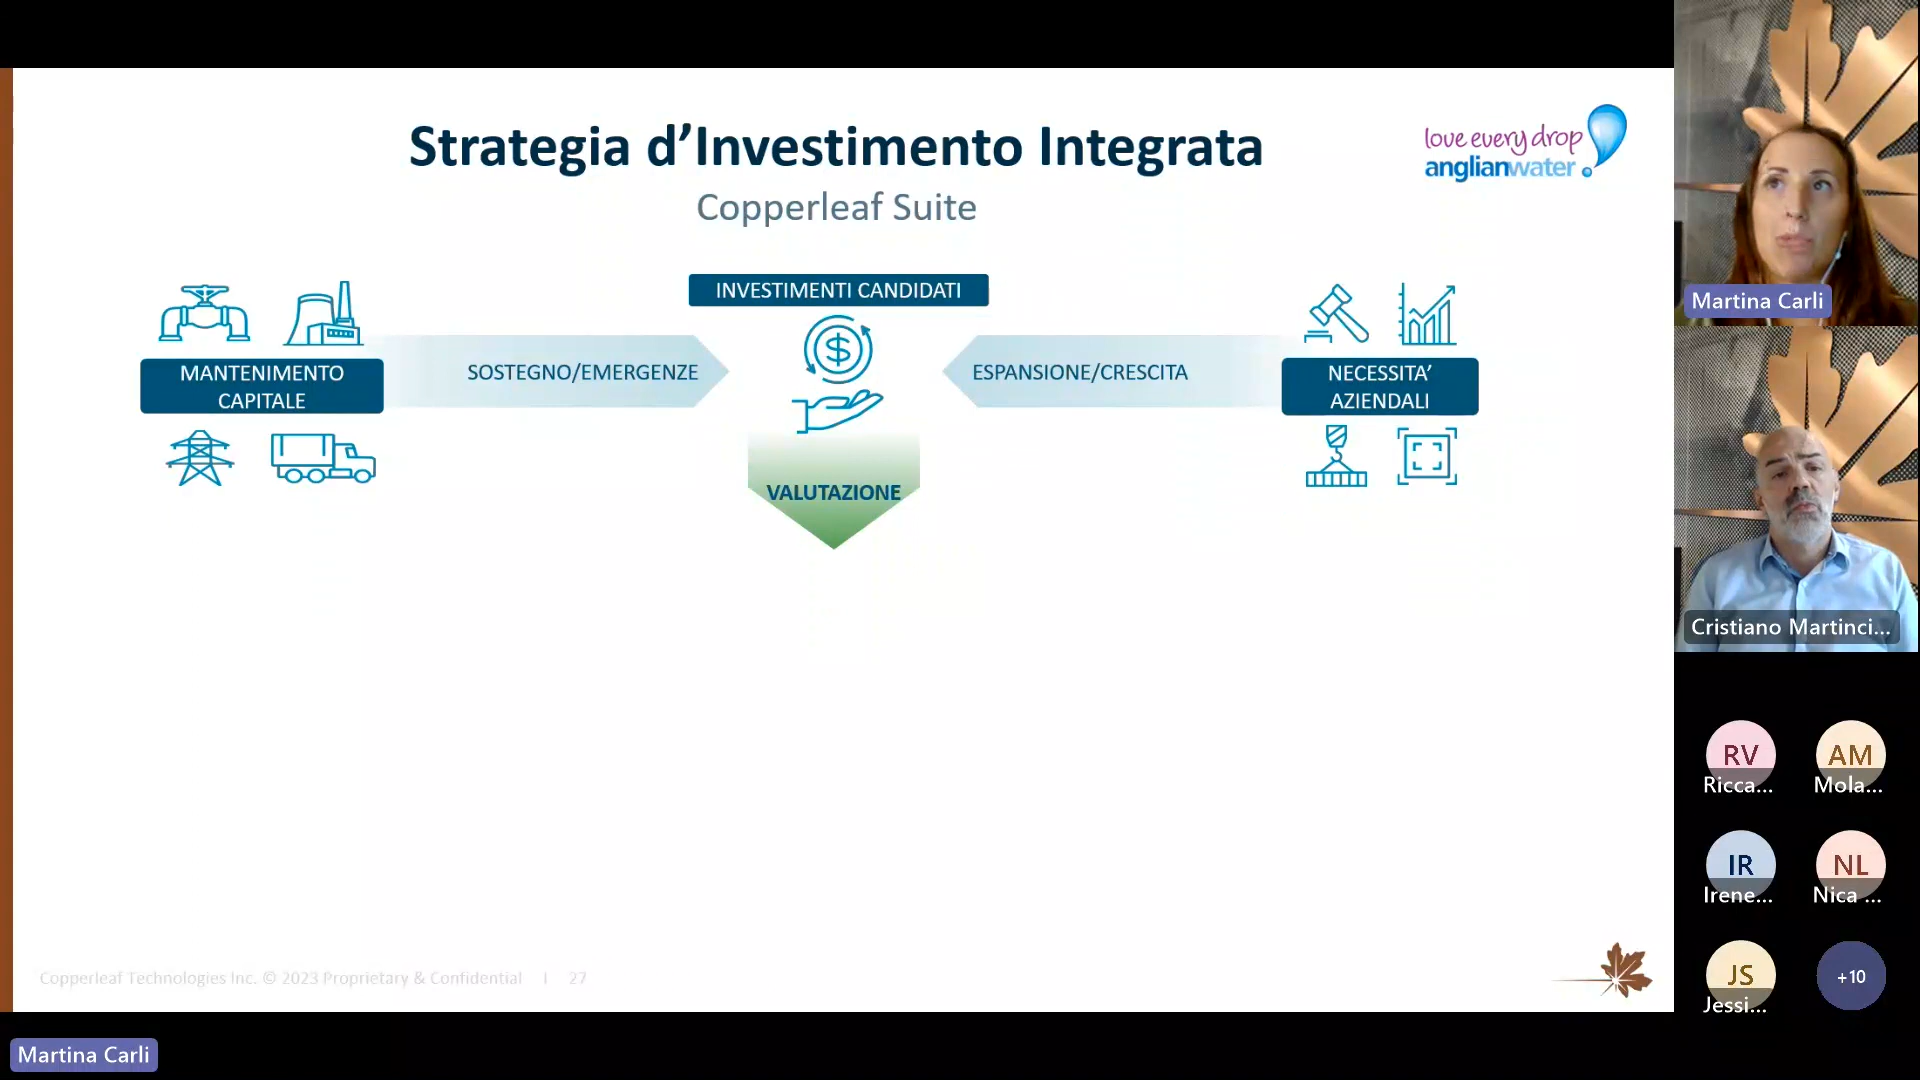 Strategia d’Investimento Integrata
Copperleaf Suite
love every drop
anglianwater
INVESTIMENTI CANDIDATI
MANTENIMENTO
CAPITALE
SOSTEGNO/EMERGENZE
ESPANSIONE/CRESCITA
NECESSITA’
AZIENDALI
VALUTAZIONE
Copperleaf Technologies Inc. © 2023 Proprietary & Confidential | 27
Martina Carli
Cristiano Martinci...
RV
Ricca...
AM
Mola...
IR
Irene...
NL
Nica ...
JS
Jessi...
+10
Martina Carli